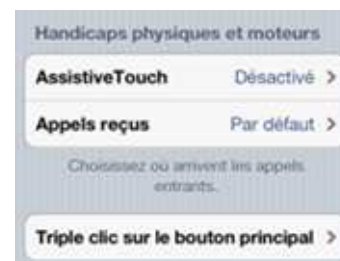 Handicaps physiques et moteurs
AssistiveTouch Désactivé
Appels reçus Par défaut
Choisissez où arrivent les appels
entrants.
Triple clic sur le bouton principal